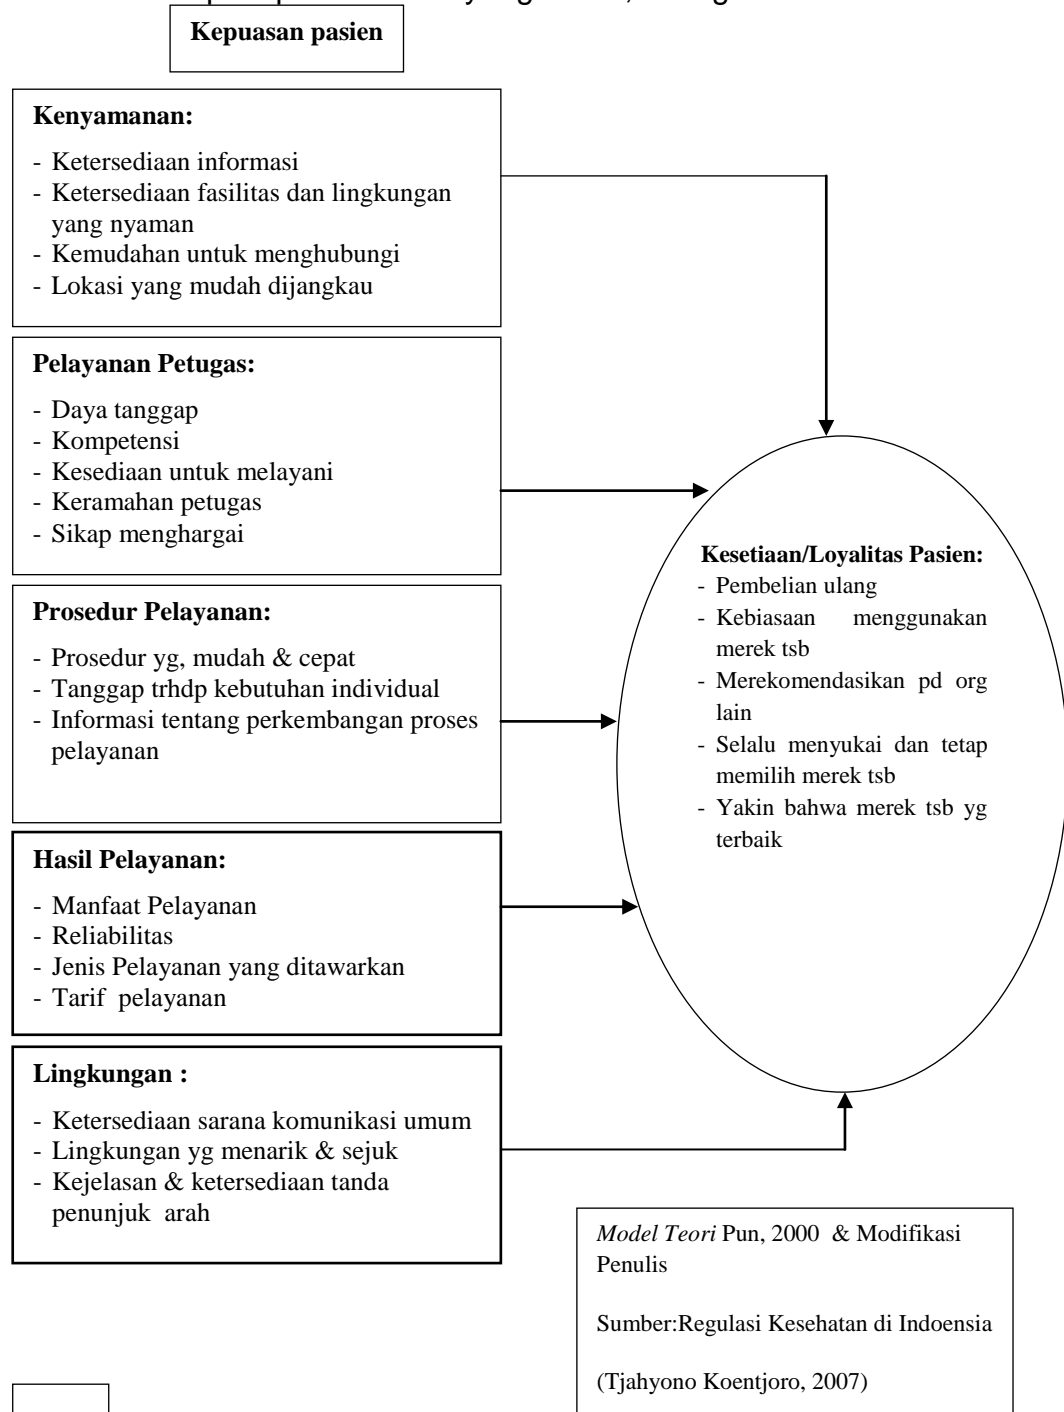 Kepuasan pasien
Kenyamanan:
- Ketersediaan informasi
- Ketersediaan fasilitas dan lingkungan
yang nyaman
- Kemudahan untuk menghubungi
- Lokasi yang mudah dijangkau
Pelayanan Petugas:
- Daya tanggap
- Kompetensi
- Kesediaan untuk melayani
- Keramahan petugas
- Sikap menghargai
Prosedur Pelayanan:
- Prosedur yg, mudah & cepat
- Tanggap trhdp kebutuhan individual
- Informasi tentang perkembangan proses
pelayanan
Hasil Pelayanan:
- Manfaat Pelayanan
- Reliabilitas
- Jenis Pelayanan yang ditawarkan
- Tarif pelayanan
Lingkungan :
- Ketersediaan sarana komunikasi umum
- Lingkungan yg menarik & sejuk
- Kejelasan & ketersediaan tanda
penunjuk arah
Kesetiaan/Loyalitas Pasien:
- Pembelian ulang
- Kebiasaan menggunakan
merek tsb
- Merekomendasikan pd org
lain
- Selalu menyukai dan tetap
memilih merek tsb
- Yakin bahwa merek tsb yg
terbaik
Model Teori Pun, 2000 & Modifikasi
Penulis
Sumber:Regulasi Kesehatan di Indoensia
(Tjahyono Koentjoro, 2007)